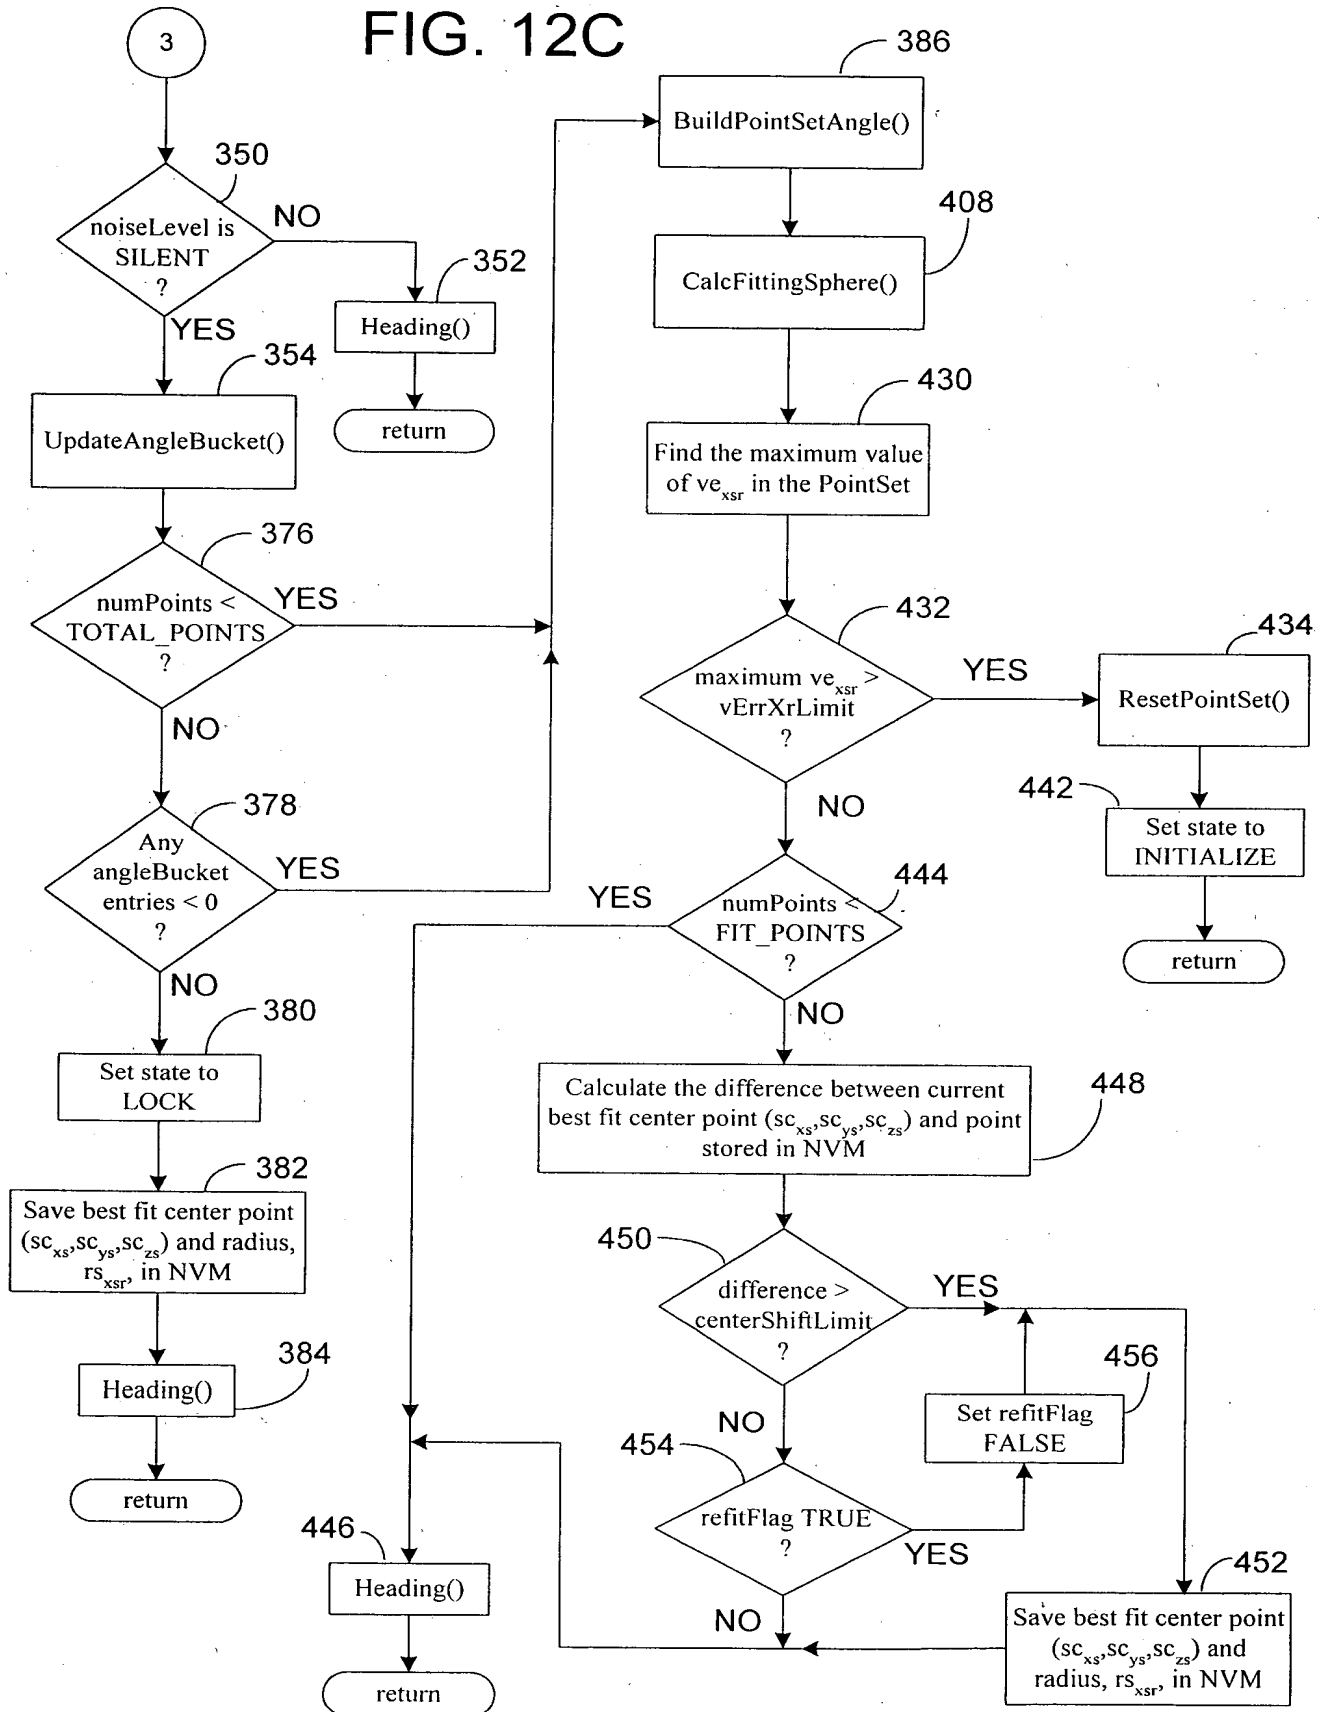 FIG. 12C
3
350
noiseLevel is
SILENT
?
NO
YES
352
Heading()
return
354
UpdateAngleBucket()
376
numPoints <
TOTAL_POINTS
?
YES
NO
378
Any
angleBucket
entries < 0
?
YES
NO
380
Set state to
LOCK
382
Save best fit center point
(sc_xs,sc_ys,sc_zs) and radius,
rs_xsr, in NVM
384
Heading()
return
386
BuildPointSetAngle()
408
CalcFittingSphere()
430
Find the maximum value
of ve_xsr in the PointSet
432
maximum ve_xsr >
vErrXrLimit
?
YES
NO
434
ResetPointSet()
442
Set state to
INITIALIZE
return
444
numPoints <
FIT_POINTS
?
YES
NO
448
Calculate the difference between current
best fit center point (sc_xs,sc_ys,sc_zs) and point
stored in NVM
450
difference >
centerShiftLimit
?
YES
NO
456
Set refitFlag
FALSE
454
refitFlag TRUE
?
YES
NO
452
Save best fit center point
(sc_xs,sc_ys,sc_zs) and
radius, rs_xsr, in NVM
446
Heading()
return